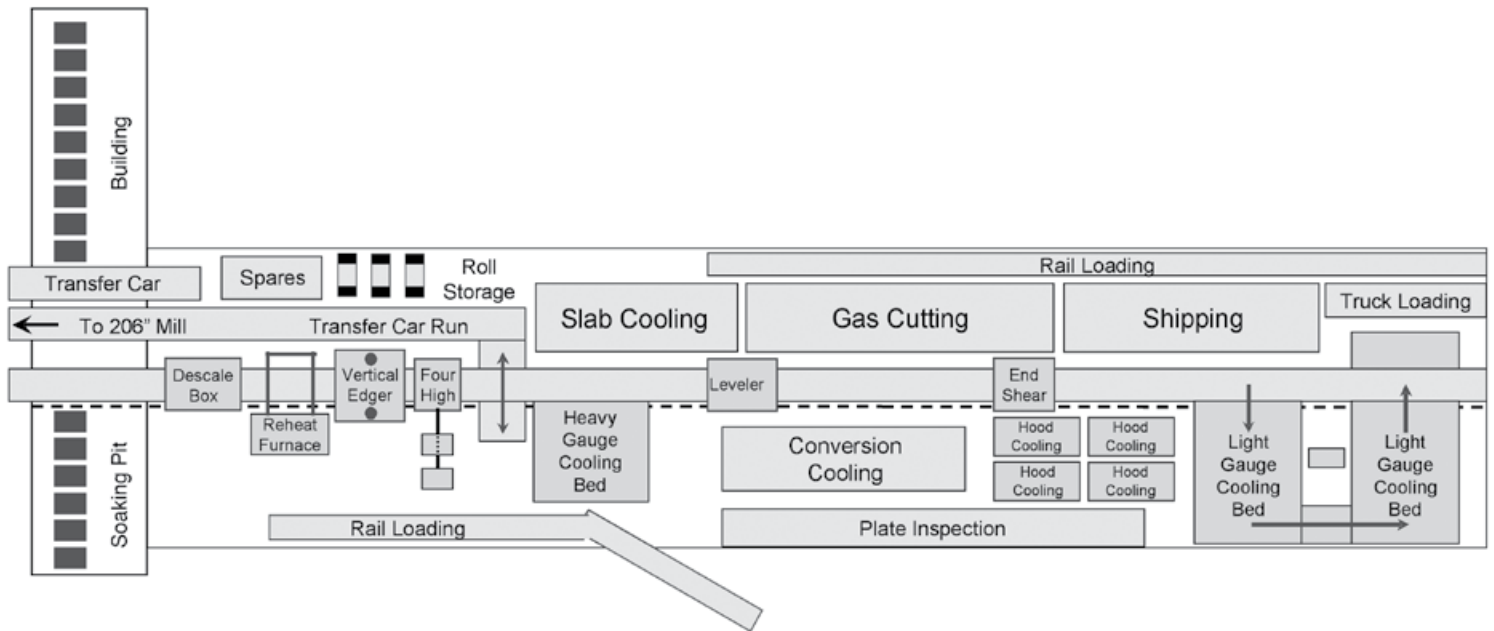 Building
Transfer Car
Spares
Roll
Storage
Rail Loading
To 206" Mill
Transfer Car Run
Slab Cooling
Gas Cutting
Shipping
Truck Loading
Descale
Box
Reheat
Furnace
Vertical
Edger
Four
High
Leveler
End
Shear
Heavy
Gauge
Cooling
Bed
Conversion
Cooling
Hood
Cooling
Hood
Cooling
Hood
Cooling
Hood
Cooling
Light
Gauge
Cooling
Bed
Light
Gauge
Cooling
Bed
Soaking Pit
Rail Loading
Plate Inspection